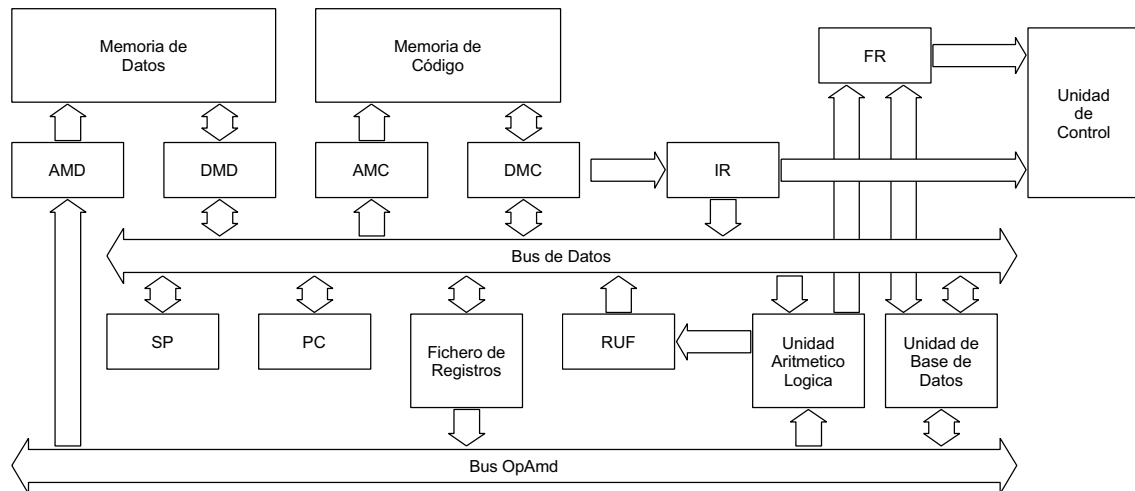 Memoria de
Datos
Memoria de
Código
FR
Unidad
de
Control
AMD
DMD
AMC
DMC
IR
Bus de Datos
SP
PC
Fichero de
Registros
RUF
Unidad
Aritmetico
Logica
Unidad de
Base de
Datos
Bus OpAmd